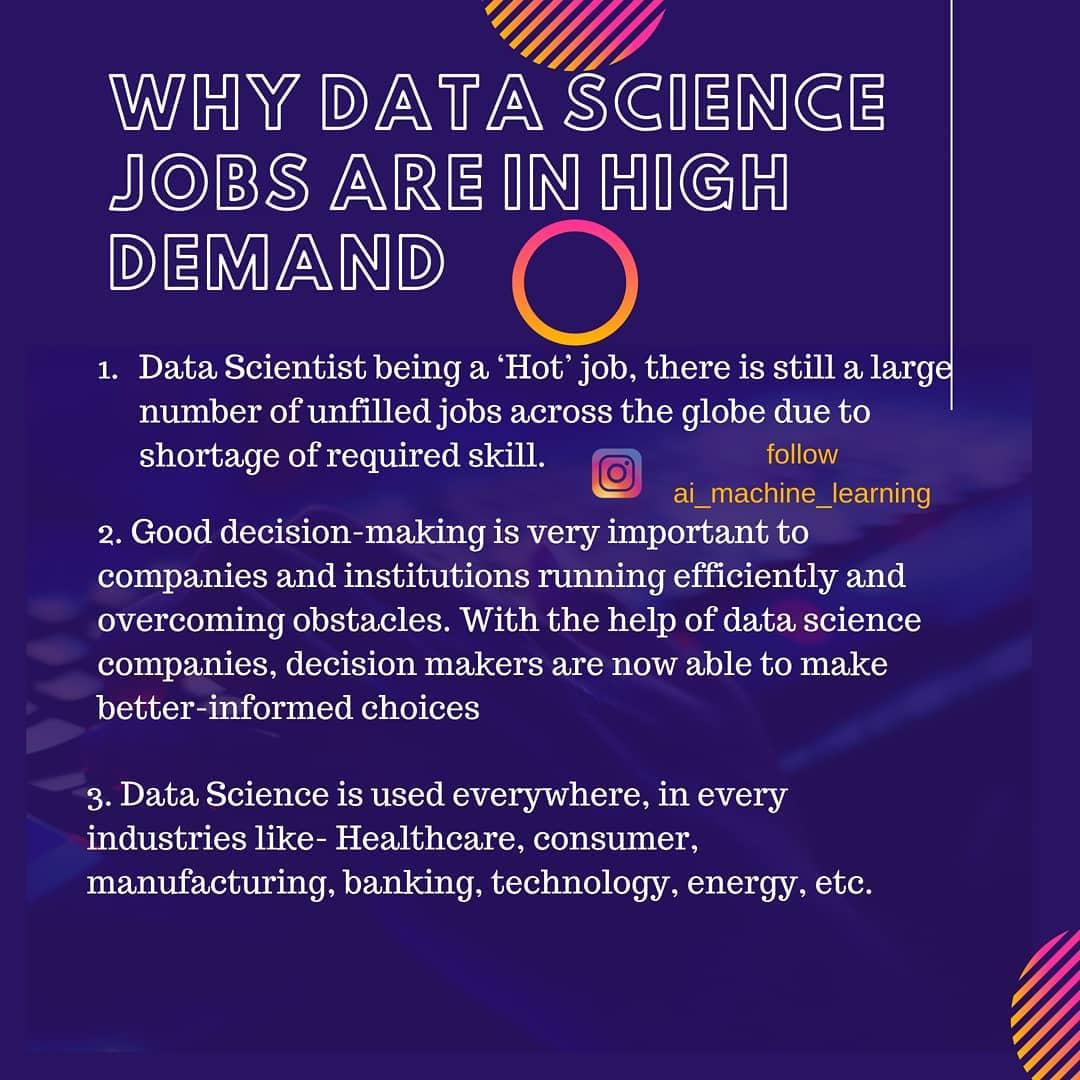 WHY DATA SCIENCE
JOBS ARE IN HIGH
DEMAND
1. Data Scientist being a ‘Hot’ job, there is still a large
number of unfilled jobs across the globe due to
shortage of required skill.
follow
ai_machine_learning
2. Good decision-making is very important to
companies and institutions running efficiently and
overcoming obstacles. With the help of data science
companies, decision makers are now able to make
better-informed choices
3. Data Science is used everywhere, in every
industries like- Healthcare, consumer,
manufacturing, banking, technology, energy, etc.